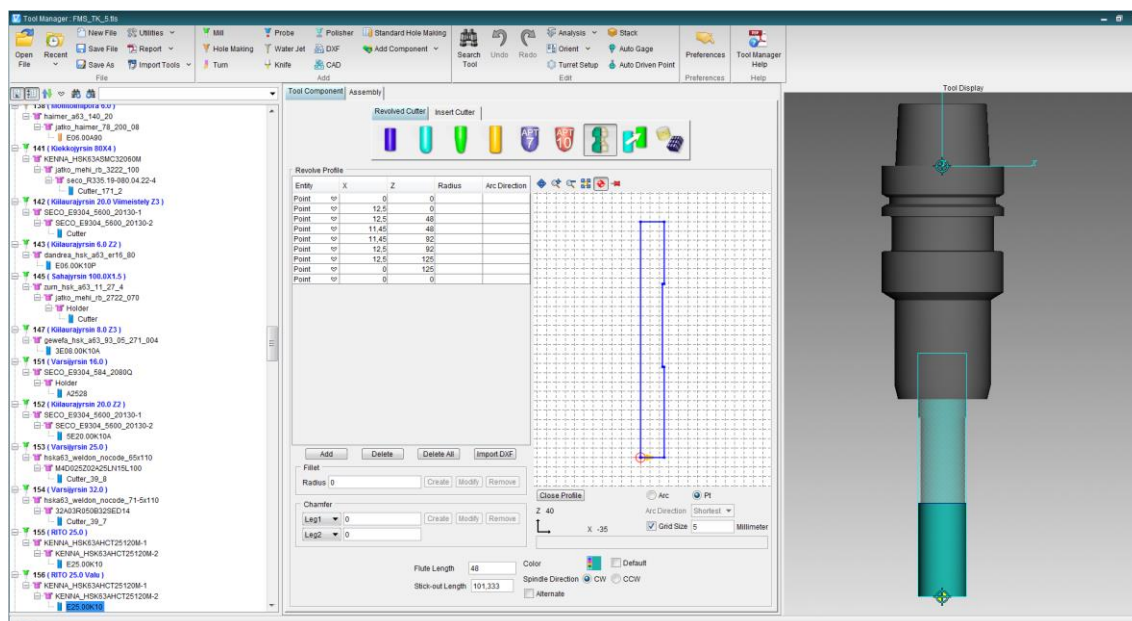 Tool Manager : FMS_TK_5.tls
Open File
Recent
New File
Save File
Save As
Utilities
Report
Import Tools
File
Mill
Hole Making
Turn
Probe
Water Jet
Knife
Polisher
DXF
CAD
Standard Hole Making
Add Component
Add
Search Tool
Undo
Redo
Analysis
Orient
Turret Setup
Stack
Auto Gage
Auto Driven Point
Edit
Preferences
Preferences
Tool Manager Help
Help
haimer_a63_140_20
jatko_haimer_78_200_08
E06.00A90
141 ( Kiekkojyrsin 80X4 )
KENNA_HSK63ASMC32060M
jatko_mehi_rb_3222_100
seco_R335.19-080.04.22-4
Cutter_171_2
142 ( Kiilaurajyrsin 20.0 Viimeistely Z3 )
SECO_E9304_5600_20130-1
SECO_E9304_5600_20130-2
Cutter
143 ( Kiilaurajyrsin 6.0 Z2 )
dandrea_hsk_a63_er16_80
E06.00K10P
145 ( Sahajyrsin 100.0X1.5 )
zurn_hsk_a63_11_27_4
jatko_mehi_rb_2722_070
Holder
Cutter
147 ( Kiilaurajyrsin 8.0 Z3 )
gewefa_hsk_a63_93_05_271_004
3E08.00K10A
151 ( Varsijyrsin 16.0 )
SECO_E9304_584_2080Q
Holder
A2528
152 ( Kiilaurajyrsin 20.0 Z2 )
SECO_E9304_5600_20130-1
SECO_E9304_5600_20130-2
5E20.00K10A
153 ( Varsijyrsin 25.0 )
hska63_weldon_nocode_65x110
M4D025Z02A25LN15L100
Cutter_39_8
154 ( Varsijyrsin 32.0 )
hska63_weldon_nocode_71-5x110
32A03R050B32SED14
Cutter_39_7
155 ( RITO 25.0 )
KENNA_HSK63AHCT25120M-1
KENNA_HSK63AHCT25120M-2
E25.00K10
156 ( RITO 25.0 Valu )
KENNA_HSK63AHCT25120M-1
KENNA_HSK63AHCT25120M-2
E25.00K10
Tool Component
Assembly
Revolved Cutter
Insert Cutter
APT 7
APT 10
Revolve Profile
Entity X Z Radius Arc Direction
Point 0 0
Point 12,5 0
Point 12,5 48
Point 11,45 48
Point 11,45 92
Point 12,5 92
Point 12,5 125
Point 0 125
Point 0 0
Add
Delete
Delete All
Import DXF
Fillet
Radius 0
Create
Modify
Remove
Chamfer
Leg1 0
Create
Modify
Remove
Leg2 0
Close Profile
Arc
Pt
Z 40
Arc Direction Shortest
X -35
Grid Size 5 Millimeter
Flute Length 48
Stick-out Length 101,333
Color
Default
Spindle Direction CW CCW
Alternate
Tool Display